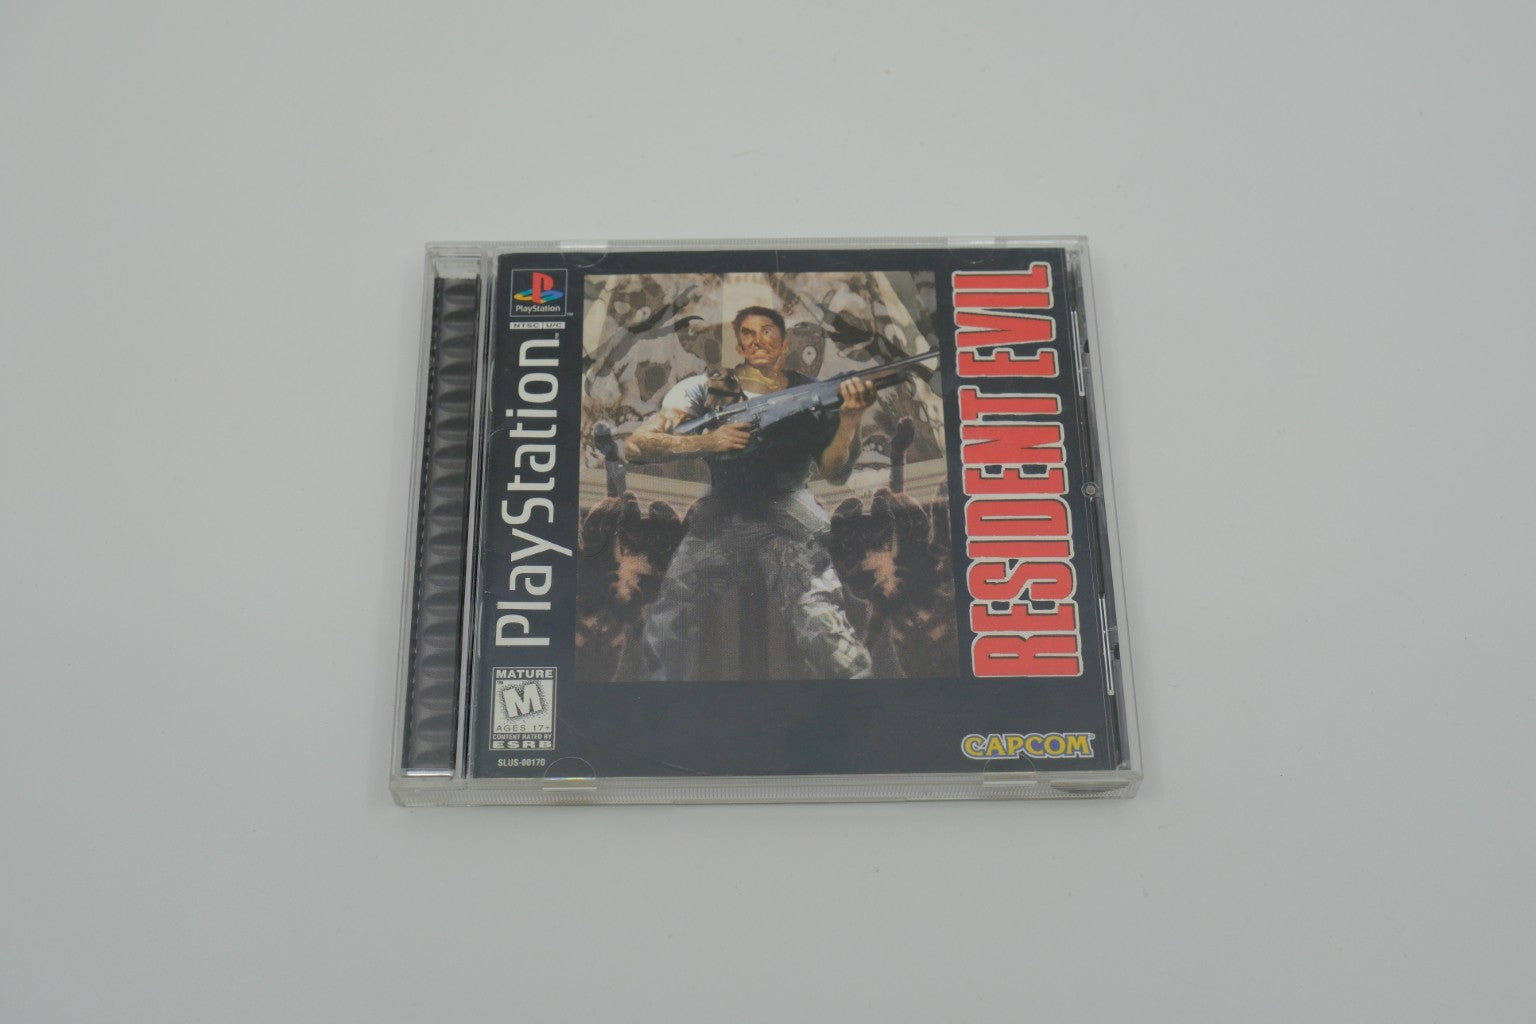 PlayStation
NTSC U/C
PlayStation
RESIDENT EVIL
MATURE
M
AGES 17+
CONTENT RATED BY
ESRB
SLUS-00170
CAPCOM